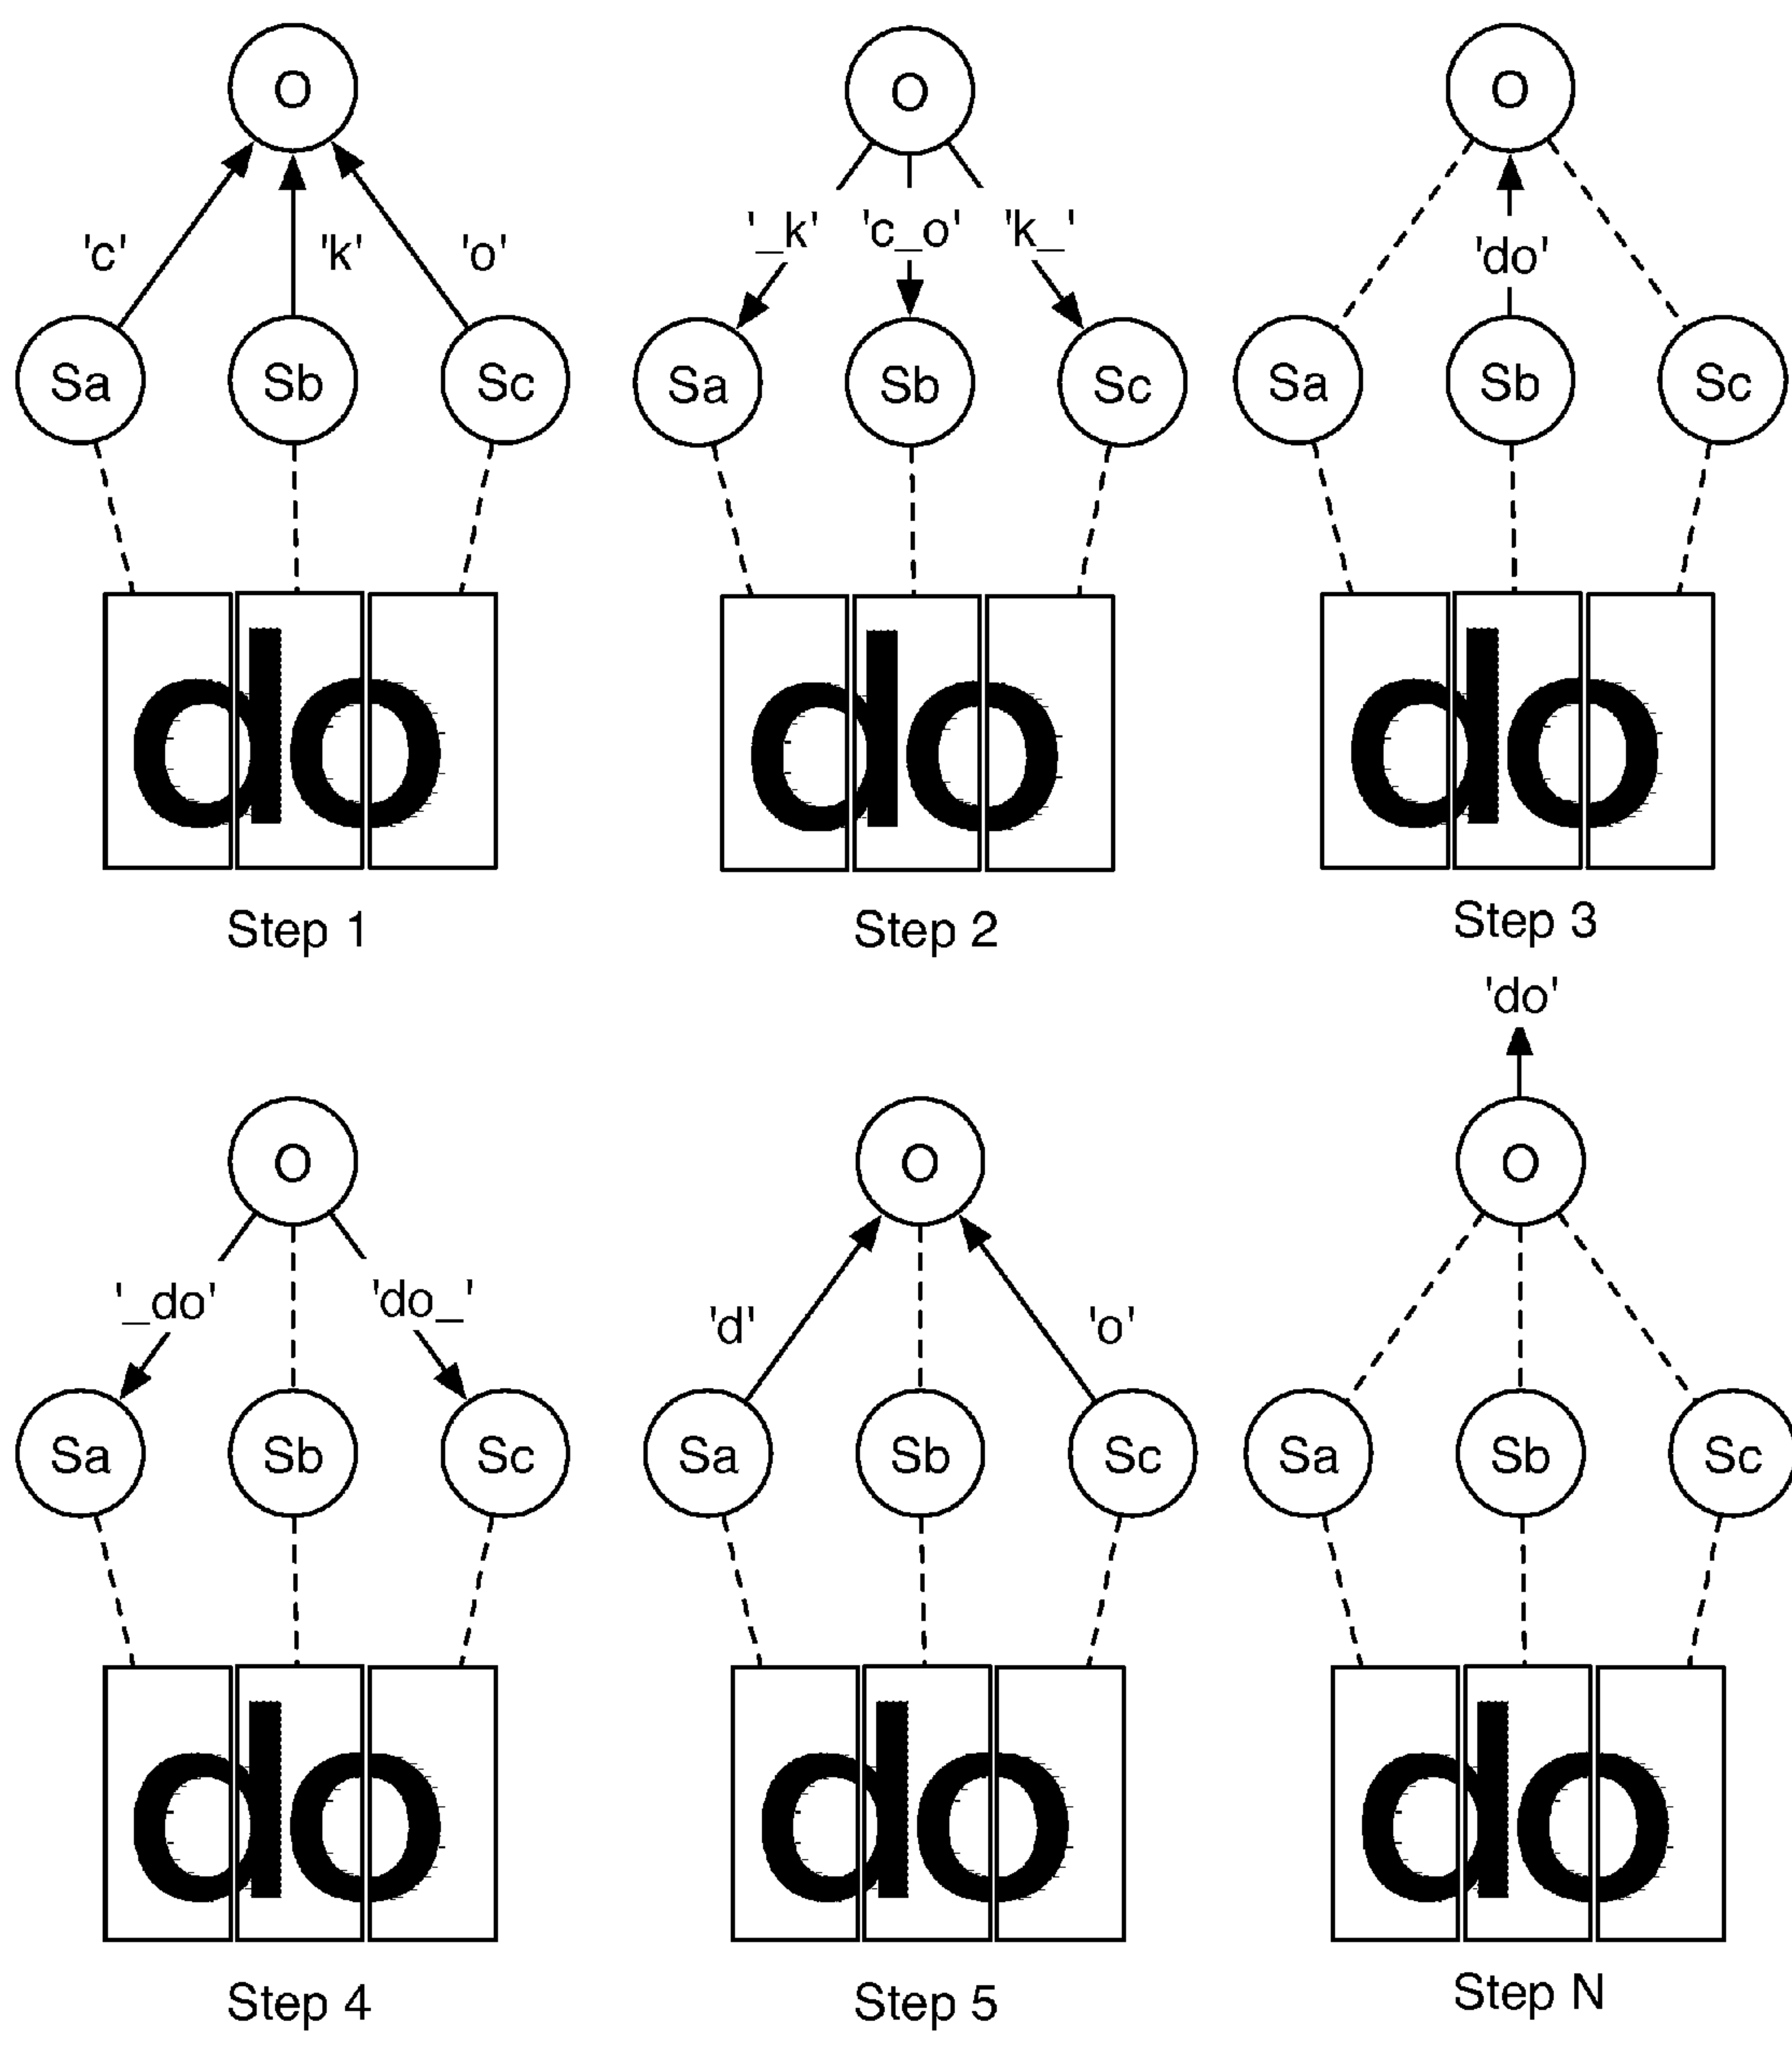 O O O
'c' 'k' 'o' '_k' 'c_o' 'k_' 'do'
Sa Sb Sc Sa Sb Sc Sa Sb Sc
do do do
Step 1 Step 2 Step 3
'do'
O O O
'_do' 'do_' 'd' 'o'
Sa Sb Sc Sa Sb Sc Sa Sb Sc
do do do
Step 4 Step 5 Step N